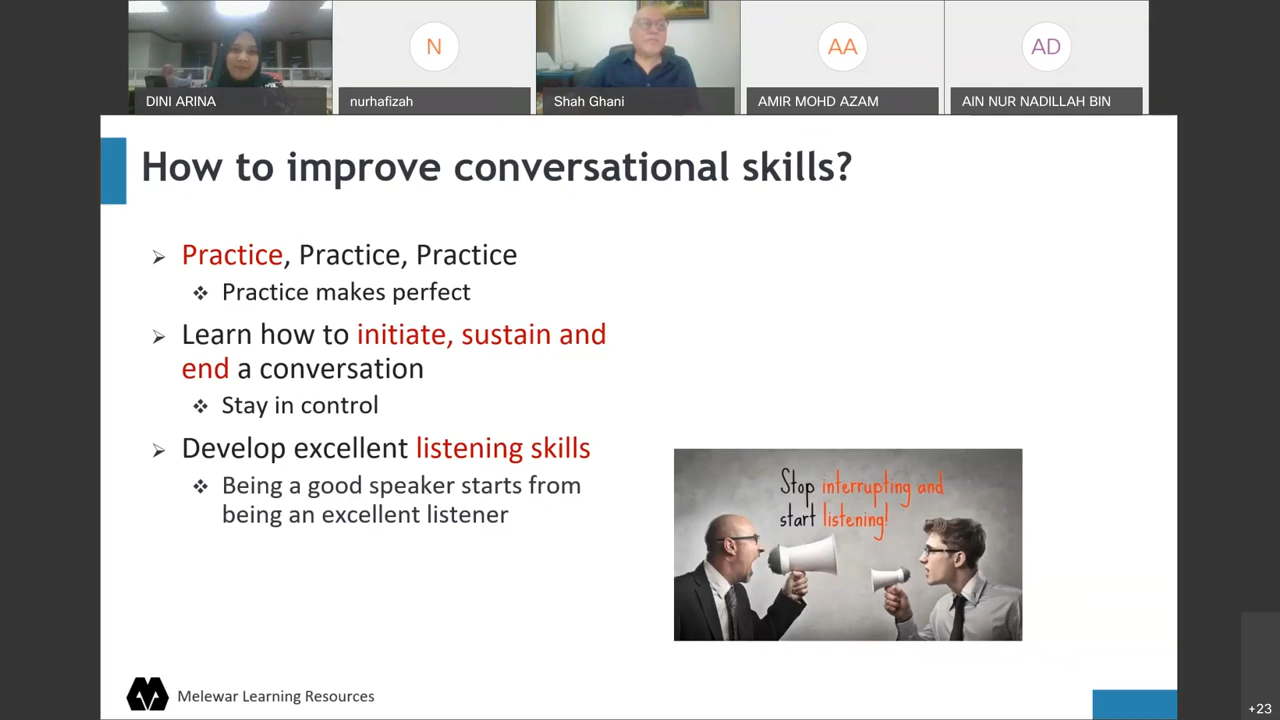 N
AA
AD
DINI ARINA
nurhafizah
Shah Ghani
AMIR MOHD AZAM
AIN NUR NADILLAH BIN
How to improve conversational skills?
Practice, Practice, Practice
Practice makes perfect
Learn how to initiate, sustain and
end a conversation
Stay in control
Develop excellent listening skills
Being a good speaker starts from
being an excellent listener
Stop interrupting and
start listening!
Melewar Learning Resources
+23